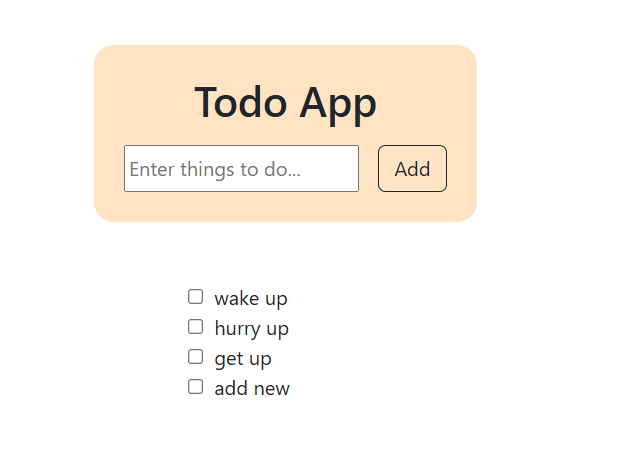 Todo App
Enter things to do...
Add
wake up
hurry up
get up
add new